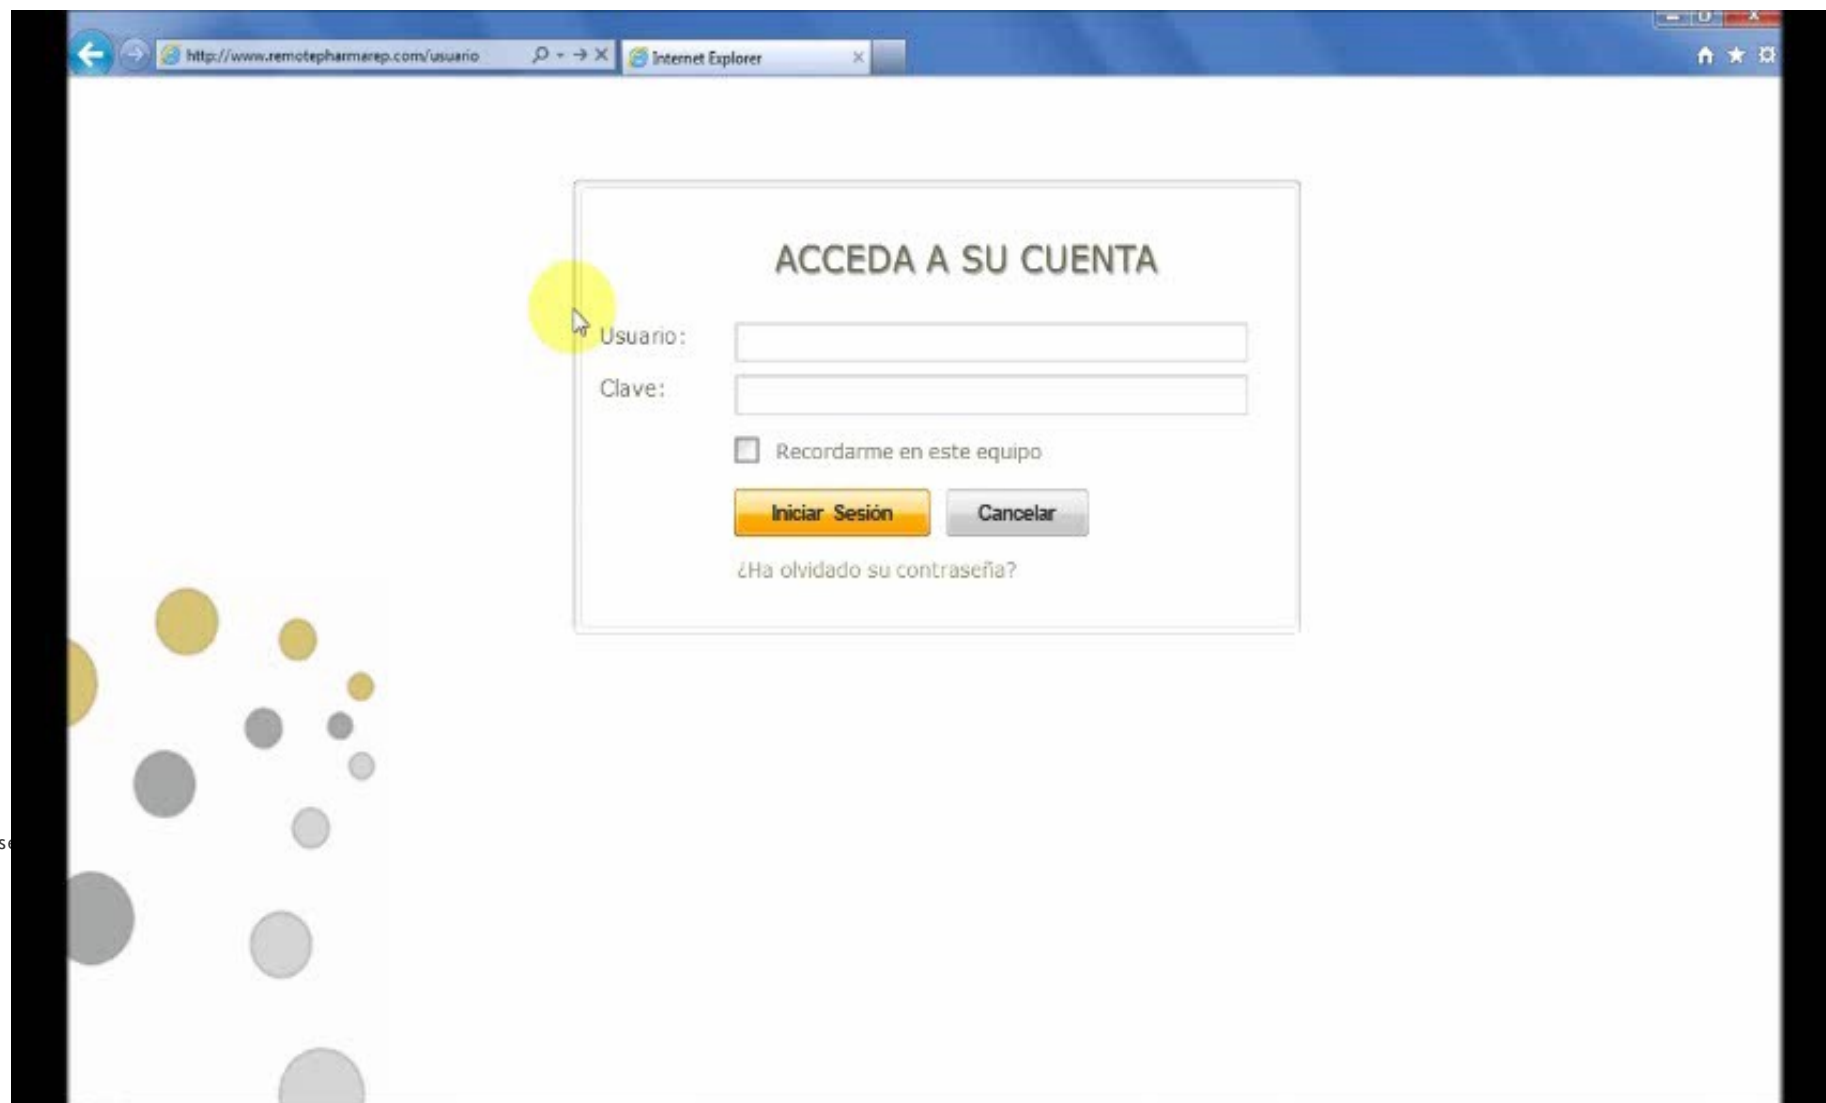 http://www.remotepharmarep.com/usuario
Internet Explorer
ACCEDA A SU CUENTA
Usuario:
Clave:
Recordarme en este equipo
Iniciar Sesión
Cancelar
¿Ha olvidado su contraseña?